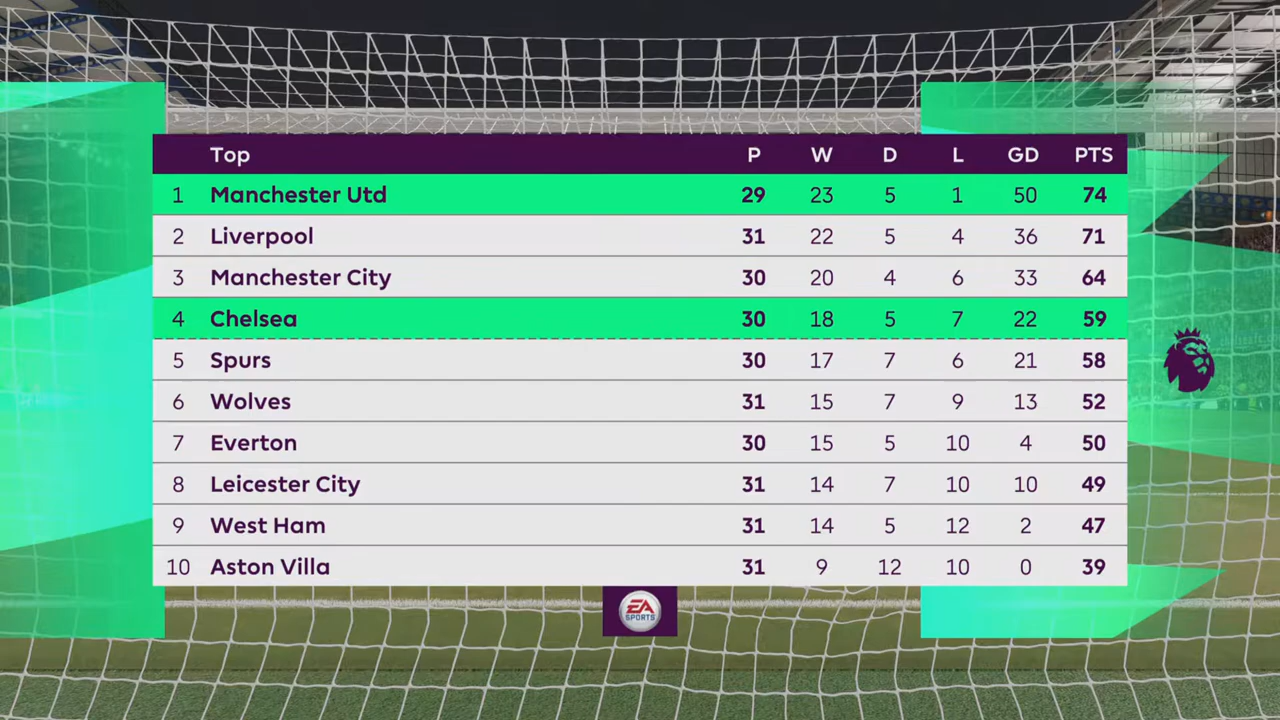 Top P W D L GD PTS
1 Manchester Utd 29 23 5 1 50 74
2 Liverpool 31 22 5 4 36 71
3 Manchester City 30 20 4 6 33 64
4 Chelsea 30 18 5 7 22 59
5 Spurs 30 17 7 6 21 58
6 Wolves 31 15 7 9 13 52
7 Everton 30 15 5 10 4 50
8 Leicester City 31 14 7 10 10 49
9 West Ham 31 14 5 12 2 47
10 Aston Villa 31 9 12 10 0 39
EA
SPORTS